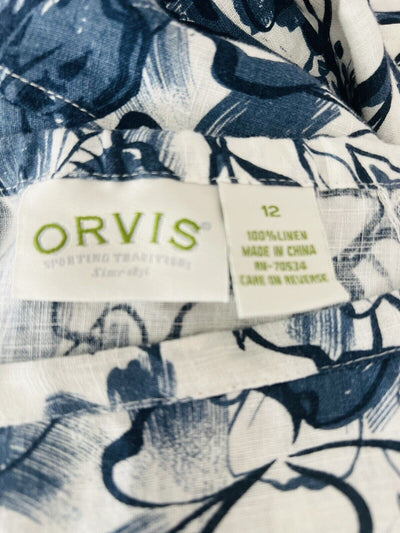 ORVIS
SPORTING TRADITIONS
Since 1856
12
100% LINEN
MADE IN CHINA
RN-70534
CARE ON REVERSE